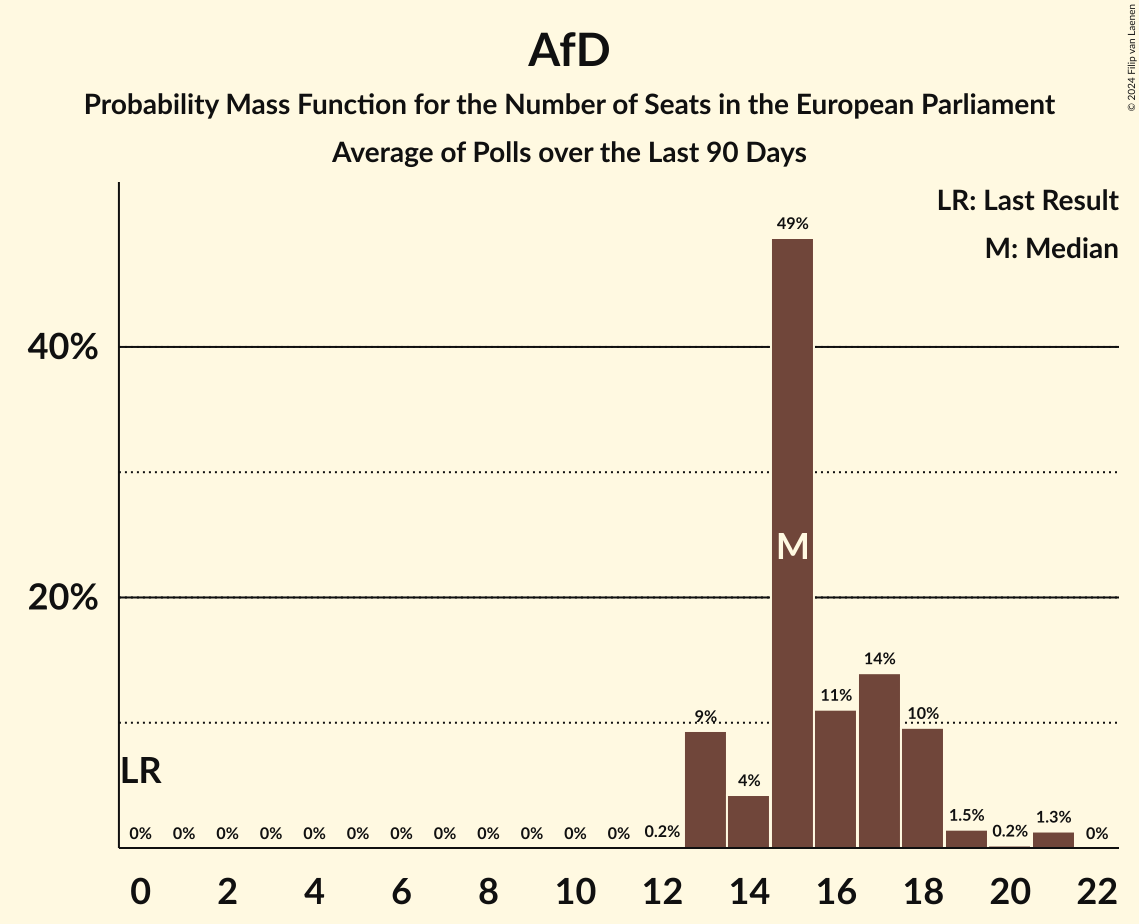 AfD
Probability Mass Function for the Number of Seats in the European Parliament
Average of Polls over the Last 90 Days
© 2024 Filip van Laenen
LR: Last Result
M: Median
49%
40%
M
20%
14%
11%
10%
9%
4%
LR
1.5%
1.3%
0% 0% 0% 0% 0% 0% 0% 0% 0% 0% 0% 0% 0.2% 0.2% 0%
0 2 4 6 8 10 12 14 16 18 20 22